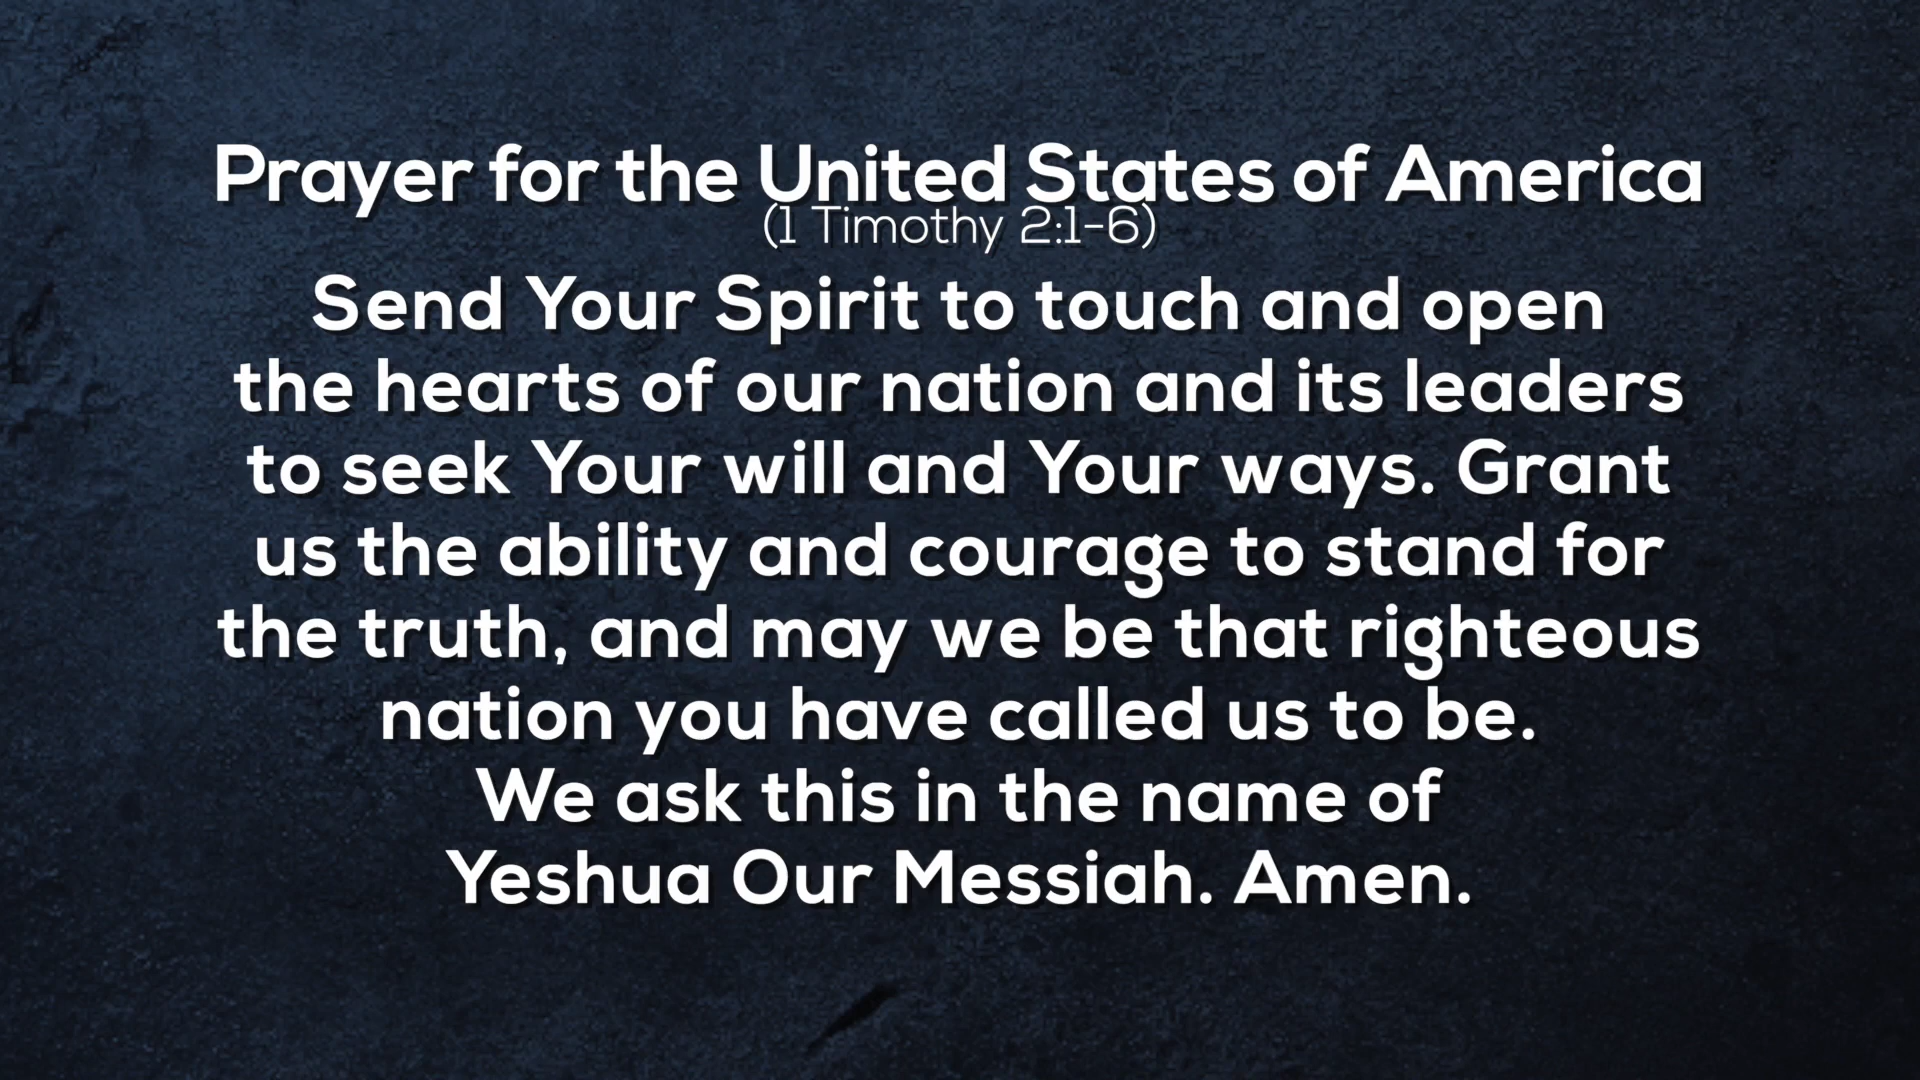 Prayer for the United States of America
(1 Timothy 2:1-6)
Send Your Spirit to touch and open
the hearts of our nation and its leaders
to seek Your will and Your ways. Grant
us the ability and courage to stand for
the truth, and may we be that righteous
nation you have called us to be.
We ask this in the name of
Yeshua Our Messiah. Amen.